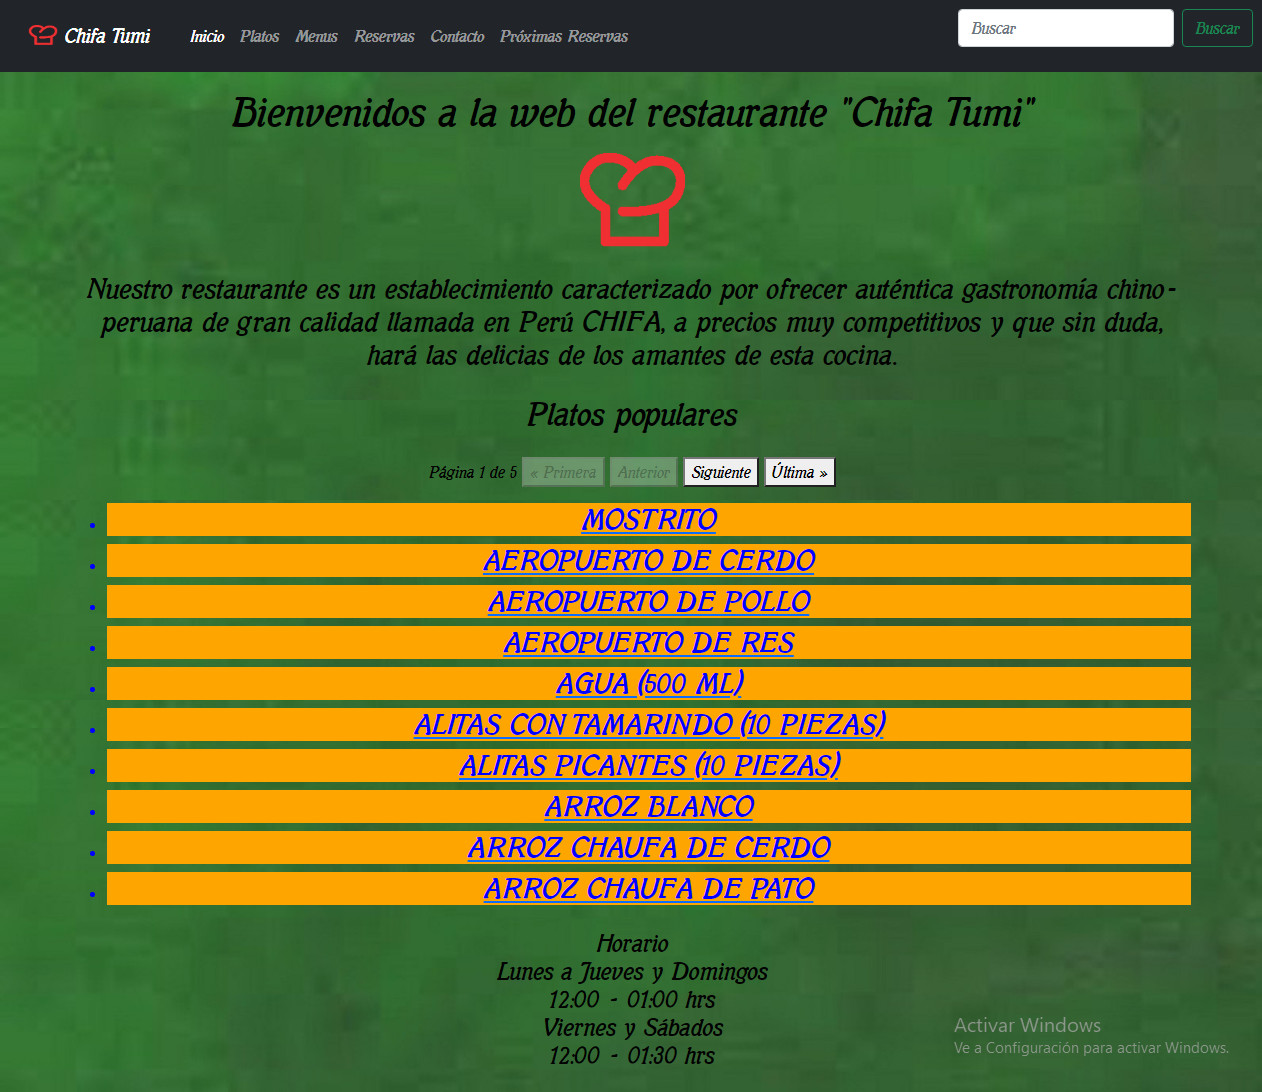 Chifa Tumi Inicio Platos Menus Reservas Contacto Próximas Reservas Buscar Buscar
Bienvenidos a la web del restaurante "Chifa Tumi"
Nuestro restaurante es un establecimiento caracterizado por ofrecer auténtica gastronomía chino-
peruana de gran calidad llamada en Perú CHIFA, a precios muy competitivos y que sin duda,
hará las delicias de los amantes de esta cocina.
Platos populares
Página 1 de 5 « Primera Anterior Siguiente Última »
MOSTRITO
AEROPUERTO DE CERDO
AEROPUERTO DE POLLO
AEROPUERTO DE RES
AGUA (500 ML)
ALITAS CON TAMARINDO (10 PIEZAS)
ALITAS PICANTES (10 PIEZAS)
ARROZ BLANCO
ARROZ CHAUFA DE CERDO
ARROZ CHAUFA DE PATO
Horario
Lunes a Jueves y Domingos
12:00 - 01:00 hrs
Viernes y Sábados
12:00 - 01:30 hrs
Activar Windows
Ve a Configuración para activar Windows.